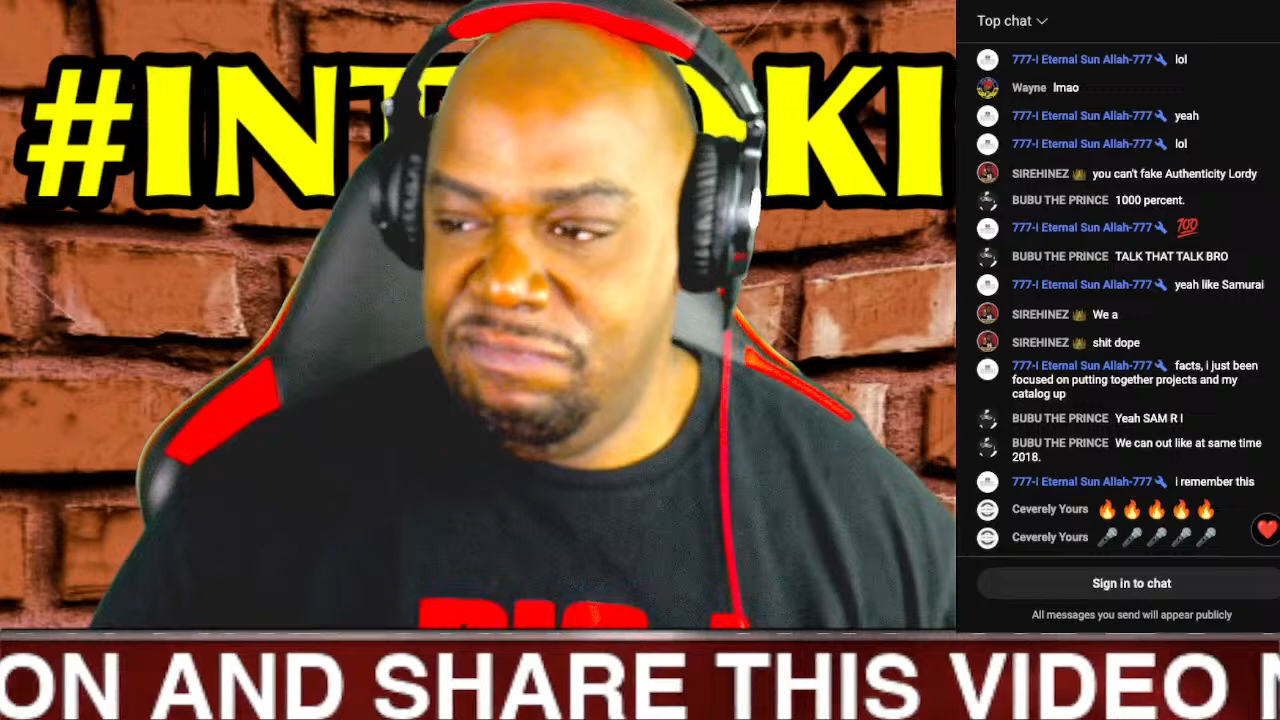 #INT
O
KI
Top chat
777-I Eternal Sun Allah-777 lol
Wayne lmao
777-I Eternal Sun Allah-777 yeah
777-I Eternal Sun Allah-777 lol
SIREHINEZ 👑 you can't fake Authenticity Lordy
BUBU THE PRINCE 1000 percent.
777-I Eternal Sun Allah-777 💯
BUBU THE PRINCE TALK THAT TALK BRO
777-I Eternal Sun Allah-777 yeah like Samurai
SIREHINEZ 👑 We a
SIREHINEZ 👑 shit dope
777-I Eternal Sun Allah-777 facts, i just been
focused on putting together projects and my
catalog up
BUBU THE PRINCE Yeah SAM R I
BUBU THE PRINCE We can out like at same time
2018.
777-I Eternal Sun Allah-777 i remember this
Ceverely Yours 🔥🔥🔥🔥🔥
Ceverely Yours 🎤🎤🎤🎤🎤
Sign in to chat
All messages you send will appear publicly
ON AND SHARE THIS VIDEO N